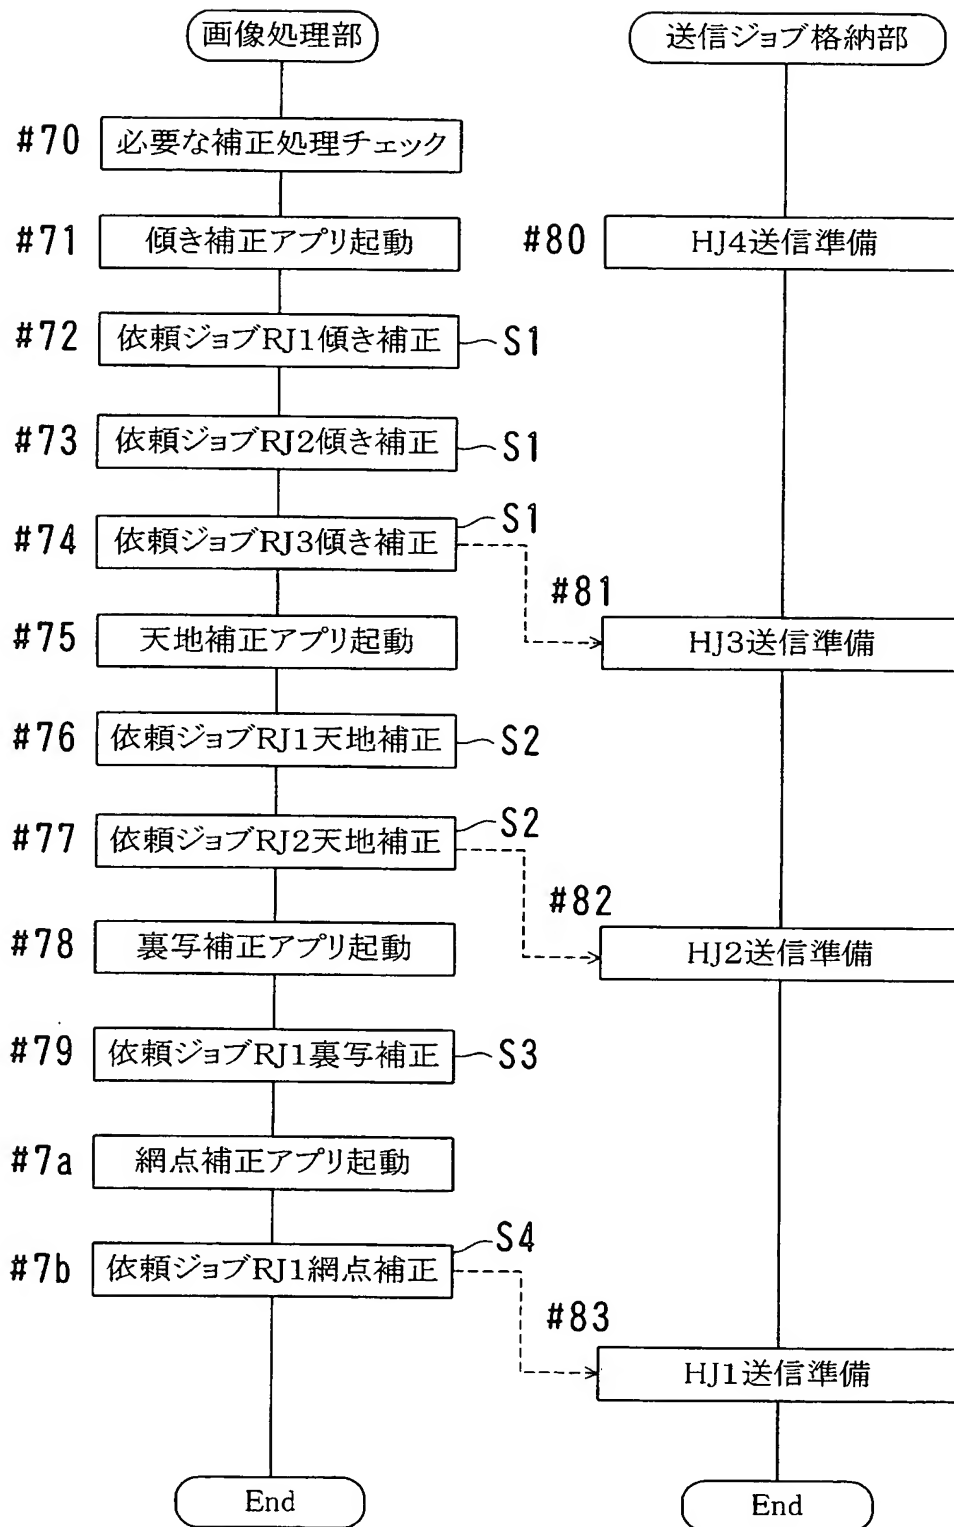 画像処理部
送信ジョブ格納部
#70 必要な補正処理チェック
#71 傾き補正アプリ起動
#80 HJ4送信準備
#72 依頼ジョブRJ1傾き補正 S1
#73 依頼ジョブRJ2傾き補正 S1
#74 依頼ジョブRJ3傾き補正 S1
#81
HJ3送信準備
#75 天地補正アプリ起動
#76 依頼ジョブRJ1天地補正 S2
#77 依頼ジョブRJ2天地補正 S2
#82
HJ2送信準備
#78 裏写補正アプリ起動
#79 依頼ジョブRJ1裏写補正 S3
#7a 網点補正アプリ起動
#7b 依頼ジョブRJ1網点補正 S4
#83
HJ1送信準備
End
End